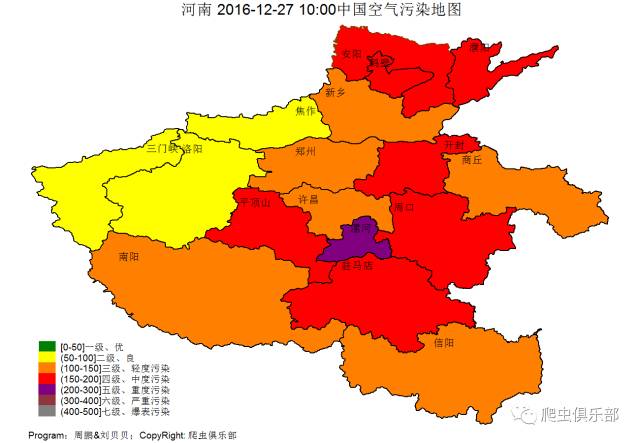 河南 2016-12-27 10:00中国空气污染地图
安阳
濮阳
鹤壁
新乡
焦作
三门峡
洛阳
郑州
开封
商丘
平顶山
许昌
周口
漯河
驻马店
南阳
信阳
[0-50]一级、优
(50-100]二级、良
(100-150]三级、轻度污染
(150-200]四级、中度污染
(200-300]五级、重度污染
(300-400]六级、严重污染
(400-500]七级、爆表污染
爬虫俱乐部
Program：周鹏&刘贝贝；CopyRight: 爬虫俱乐部